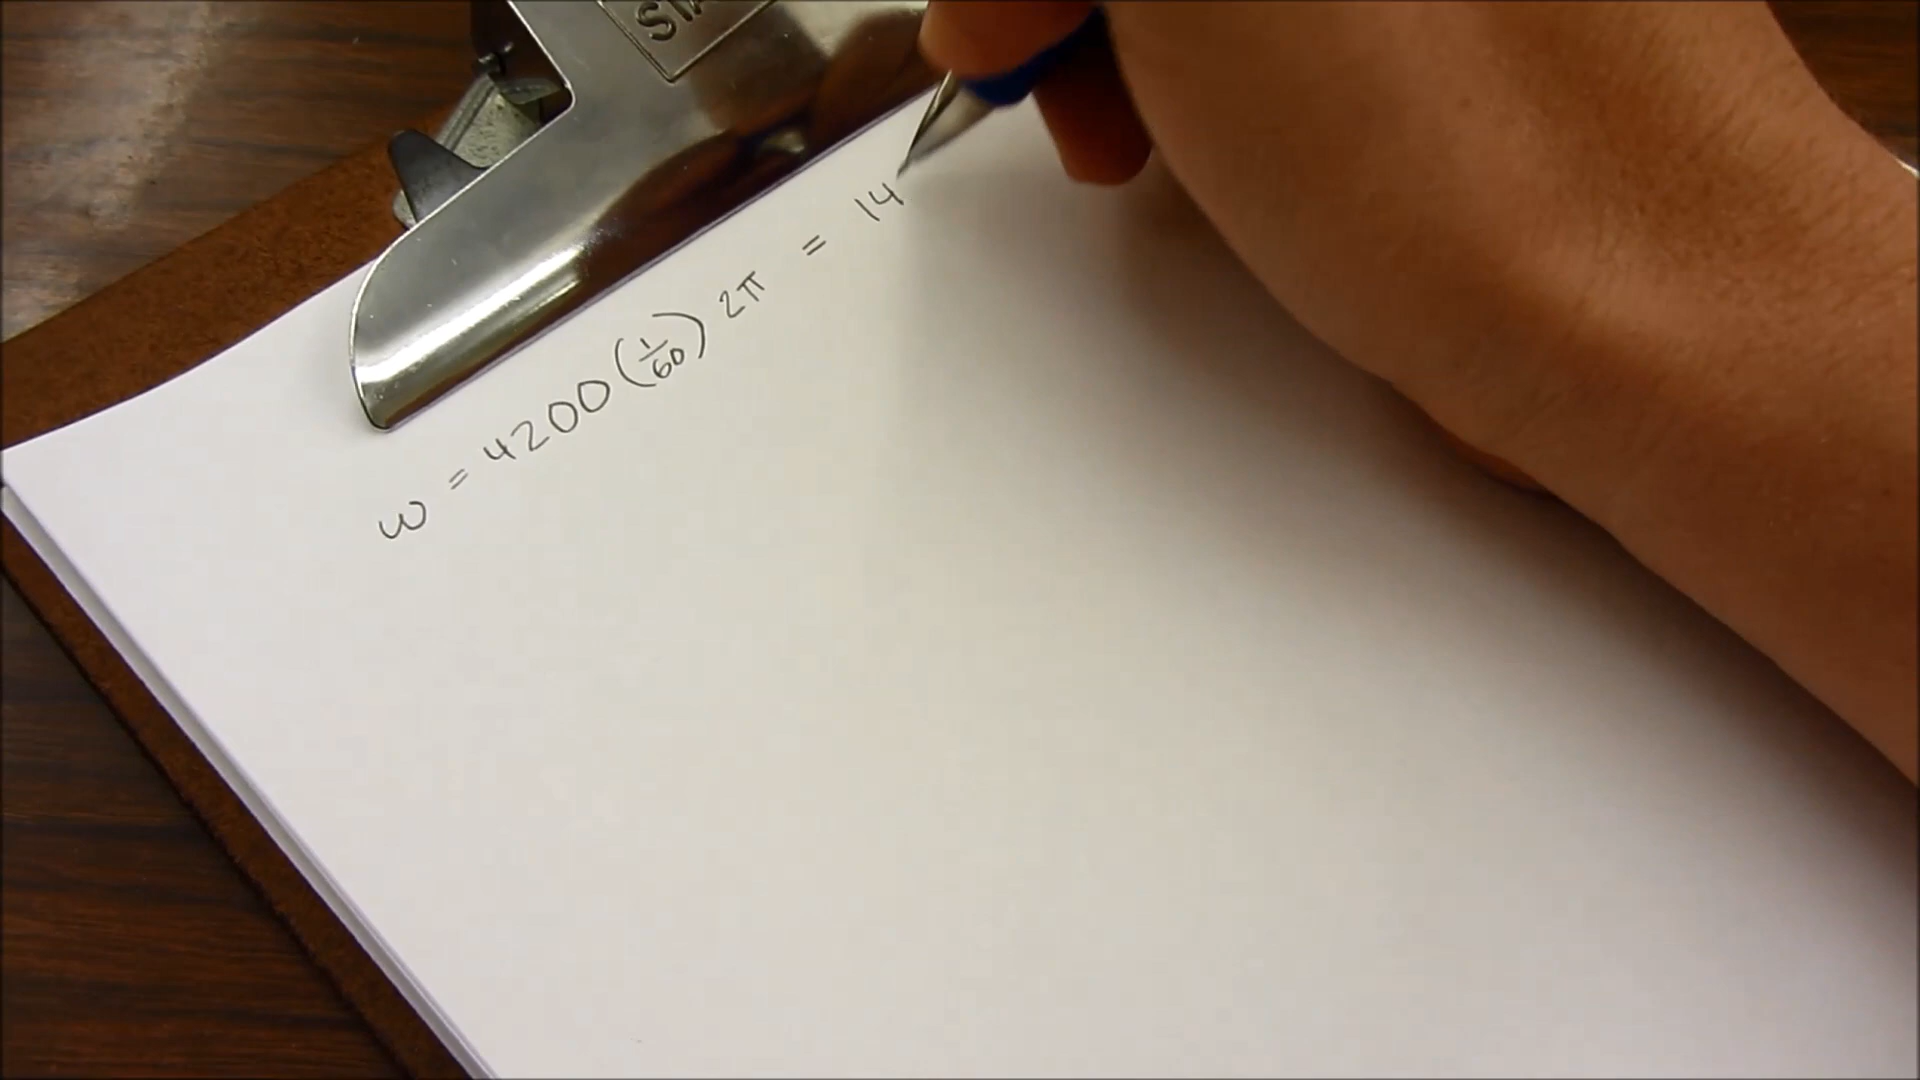 ω = 4200 (1/60) 2π = 14